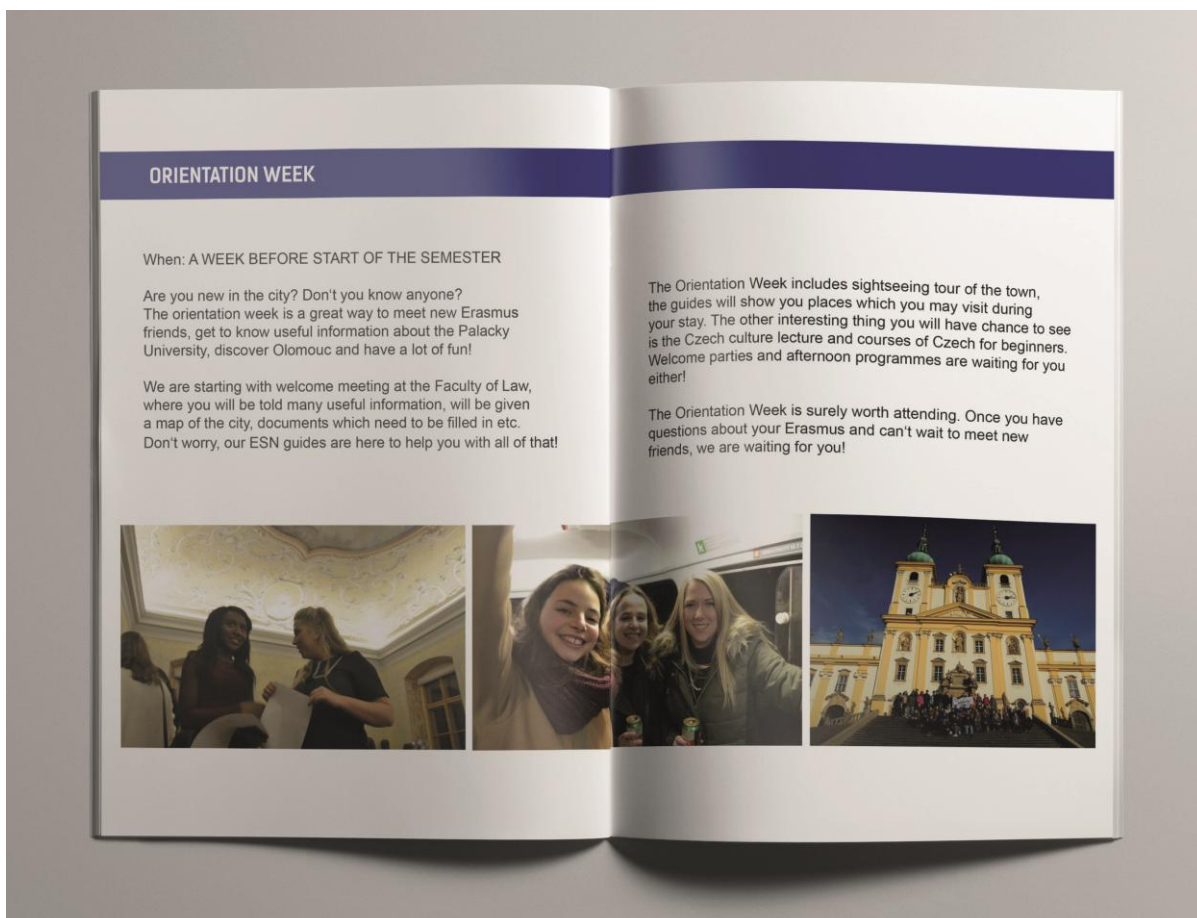 ORIENTATION WEEK
When: A WEEK BEFORE START OF THE SEMESTER
Are you new in the city? Don‘t you know anyone?
The orientation week is a great way to meet new Erasmus
friends, get to know useful information about the Palacky
University, discover Olomouc and have a lot of fun!
We are starting with welcome meeting at the Faculty of Law,
where you will be told many useful information, will be given
a map of the city, documents which need to be filled in etc.
Don‘t worry, our ESN guides are here to help you with all of that!
The Orientation Week includes sightseeing tour of the town,
the guides will show you places which you may visit during
your stay. The other interesting thing you will have chance to see
is the Czech culture lecture and courses of Czech for beginners.
Welcome parties and afternoon programmes are waiting for you
either!
The Orientation Week is surely worth attending. Once you have
questions about your Erasmus and can‘t wait to meet new
friends, we are waiting for you!